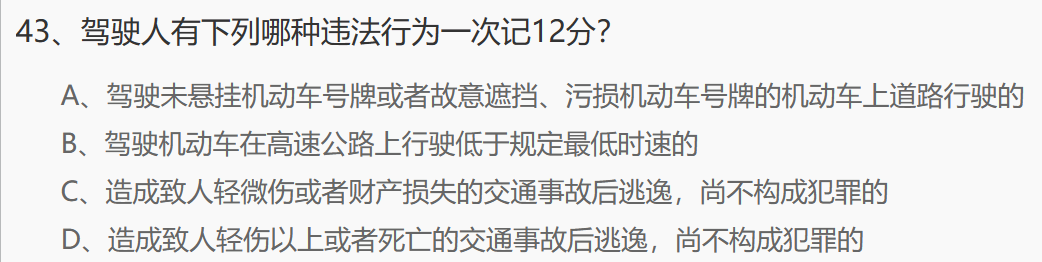 43、驾驶人有下列哪种违法行为一次记12分?
A、驾驶未悬挂机动车号牌或者故意遮挡、污损机动车号牌的机动车上道路行驶的
B、驾驶机动车在高速公路上行驶低于规定最低时速的
C、造成致人轻微伤或者财产损失的交通事故后逃逸，尚不构成犯罪的
D、造成致人轻伤以上或者死亡的交通事故后逃逸，尚不构成犯罪的